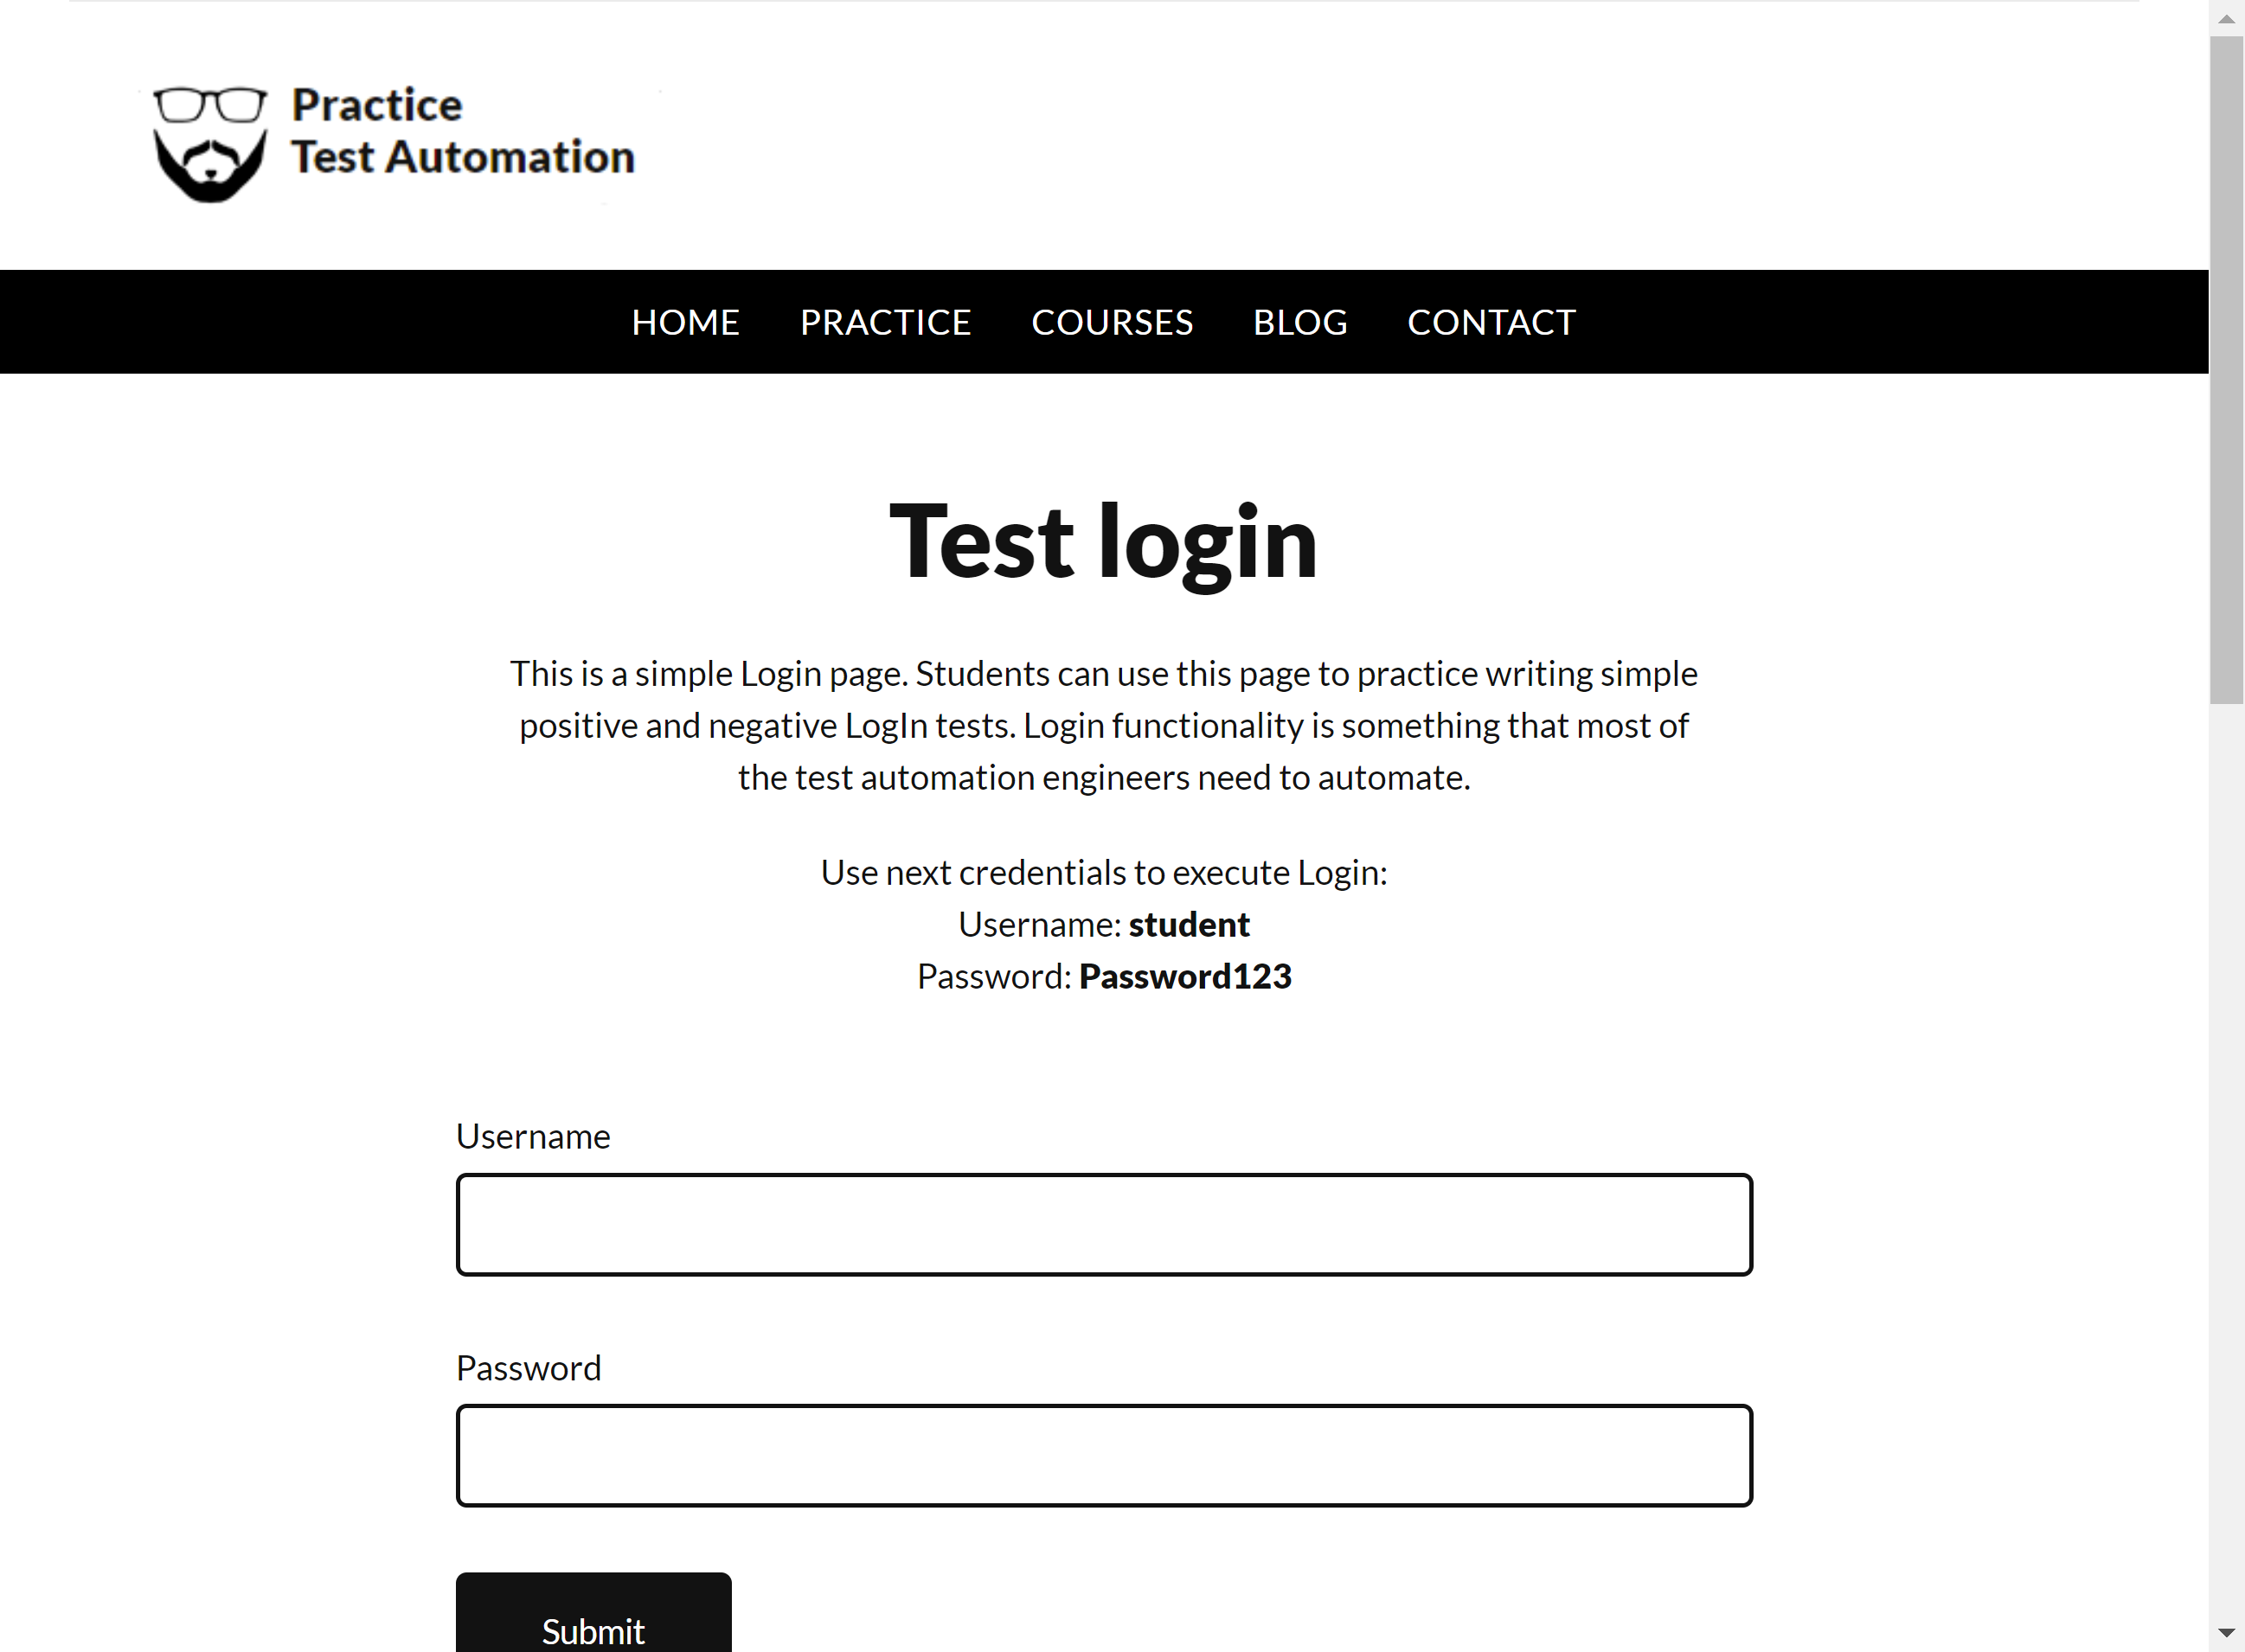 Practice
Test Automation
HOME PRACTICE COURSES BLOG CONTACT
Test login
This is a simple Login page. Students can use this page to practice writing simple
positive and negative LogIn tests. Login functionality is something that most of
the test automation engineers need to automate.
Use next credentials to execute Login:
Username: student
Password: Password123
Username
Password
Submit